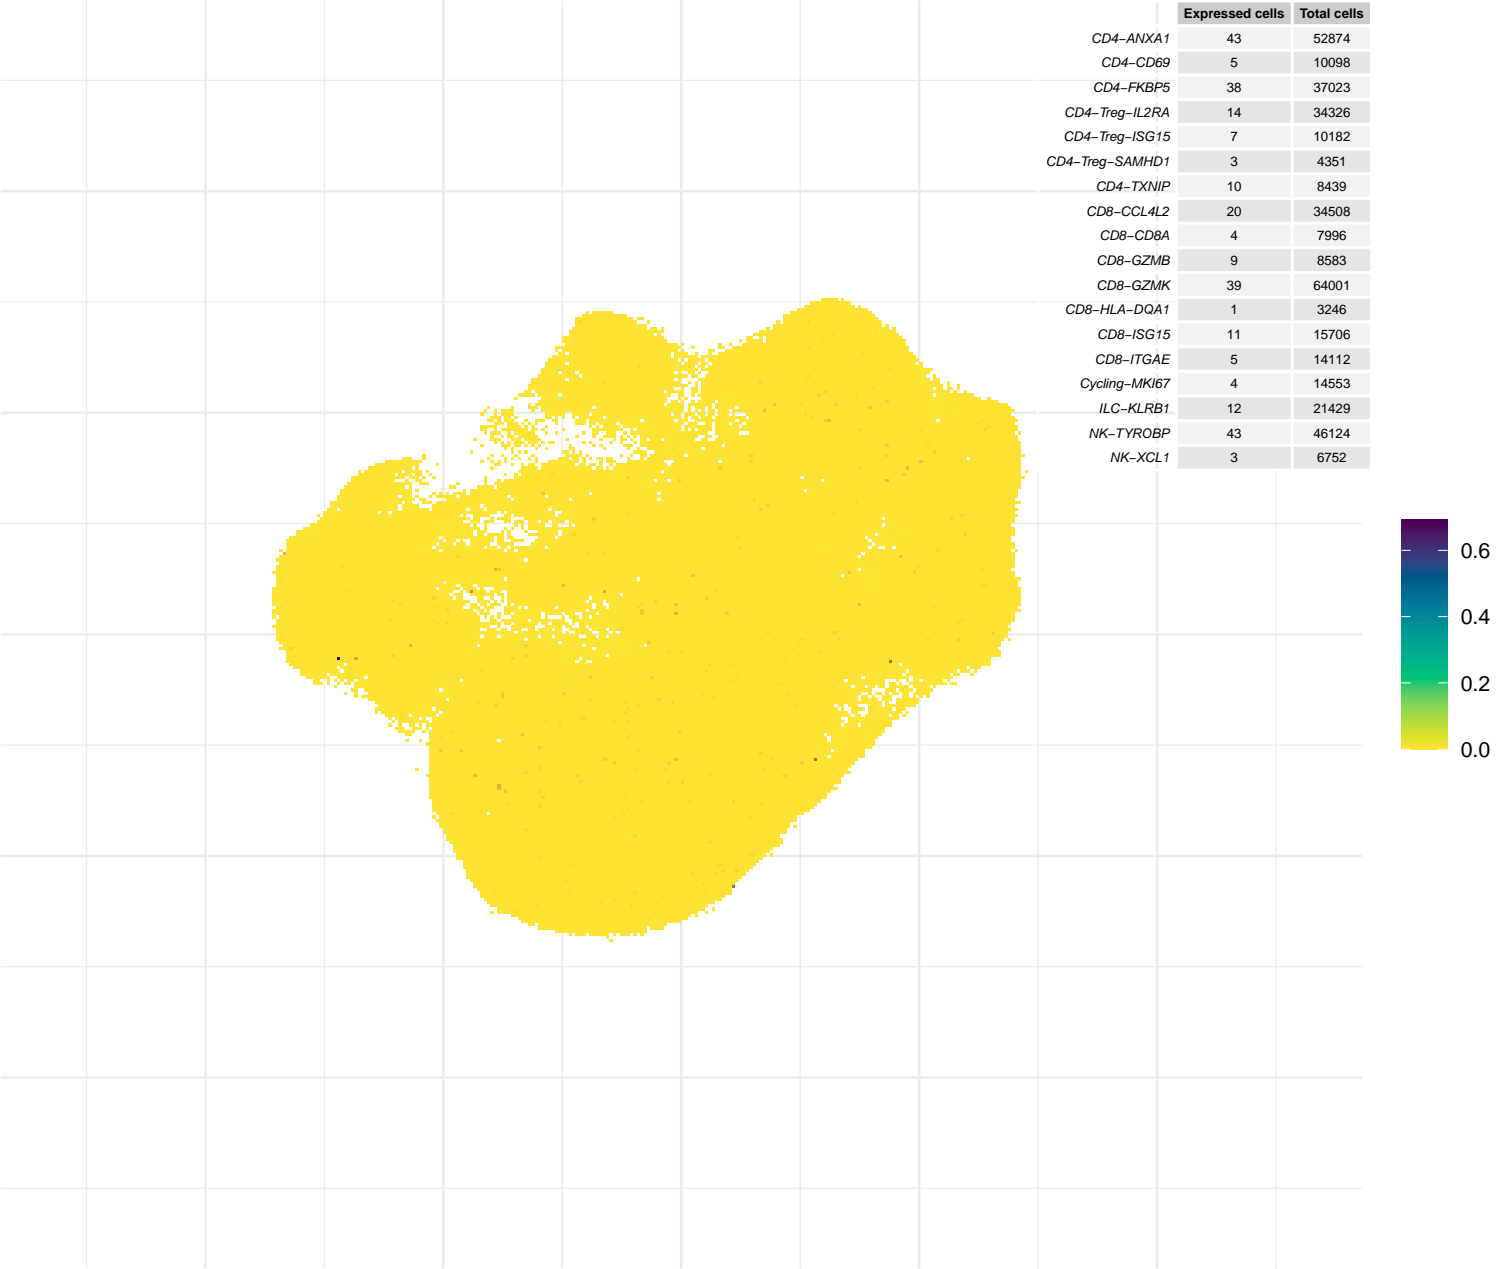 Expressed cells Total cells
CD4−ANXA1 43 52874
CD4−CD69 5 10098
CD4−FKBP5 38 37023
CD4−Treg−IL2RA 14 34326
CD4−Treg−ISG15 7 10182
CD4−Treg−SAMHD1 3 4351
CD4−TXNIP 10 8439
CD8−CCL4L2 20 34508
CD8−CD8A 4 7996
CD8−GZMB 9 8583
CD8−GZMK 39 64001
CD8−HLA−DQA1 1 3246
CD8−ISG15 11 15706
CD8−ITGAE 5 14112
Cycling−MKI67 4 14553
ILC−KLRB1 12 21429
NK−TYROBP 43 46124
NK−XCL1 3 6752
0.6
0.4
0.2
0.0